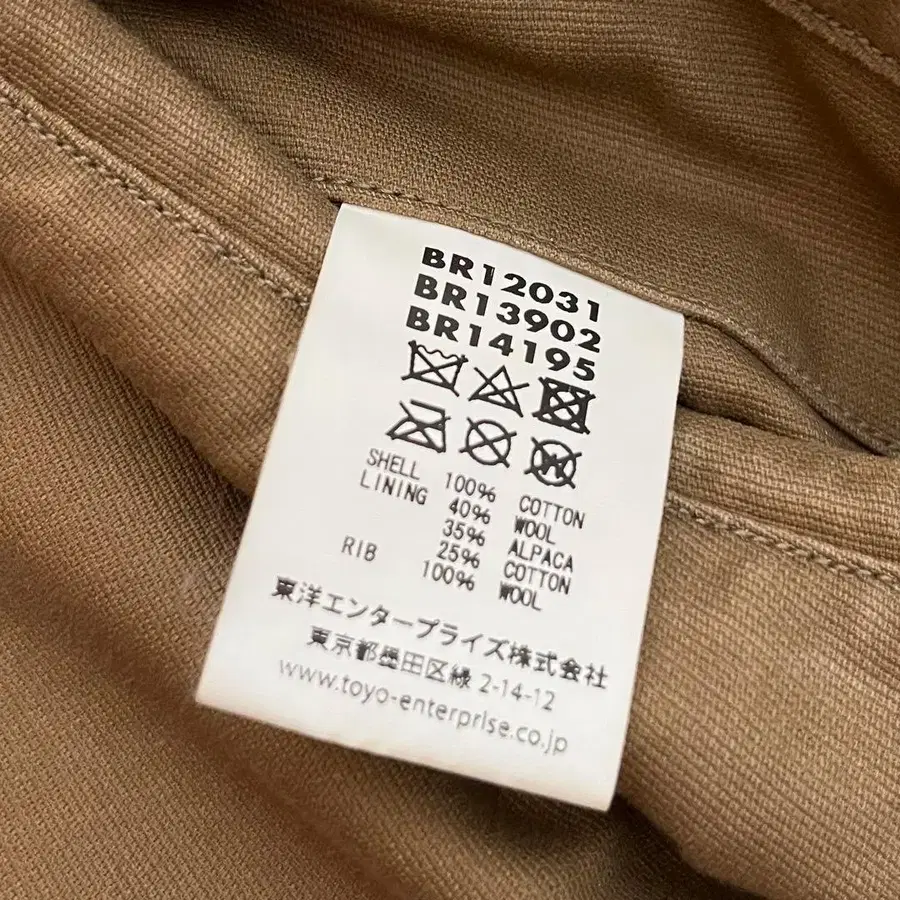 BR12031
BR13902
BR14195
SHELL 100% COTTON
LINING 40% WOOL
35% ALPACA
25% COTTON
RIB 100% WOOL
東洋エンタープライズ株式会社
東京都墨田区緑 2-14-12
www.toyo-enterprise.co.jp